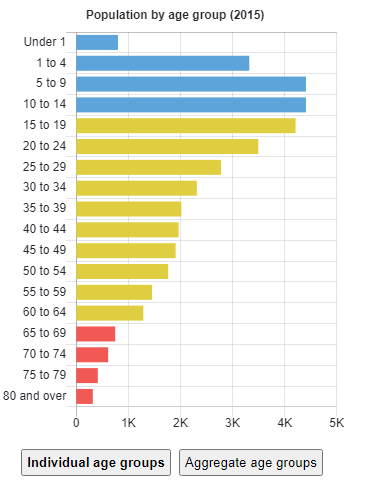 Population by age group (2015)
Under 1
1 to 4
5 to 9
10 to 14
15 to 19
20 to 24
25 to 29
30 to 34
35 to 39
40 to 44
45 to 49
50 to 54
55 to 59
60 to 64
65 to 69
70 to 74
75 to 79
80 and over
0 1K 2K 3K 4K 5K
Individual age groups Aggregate age groups